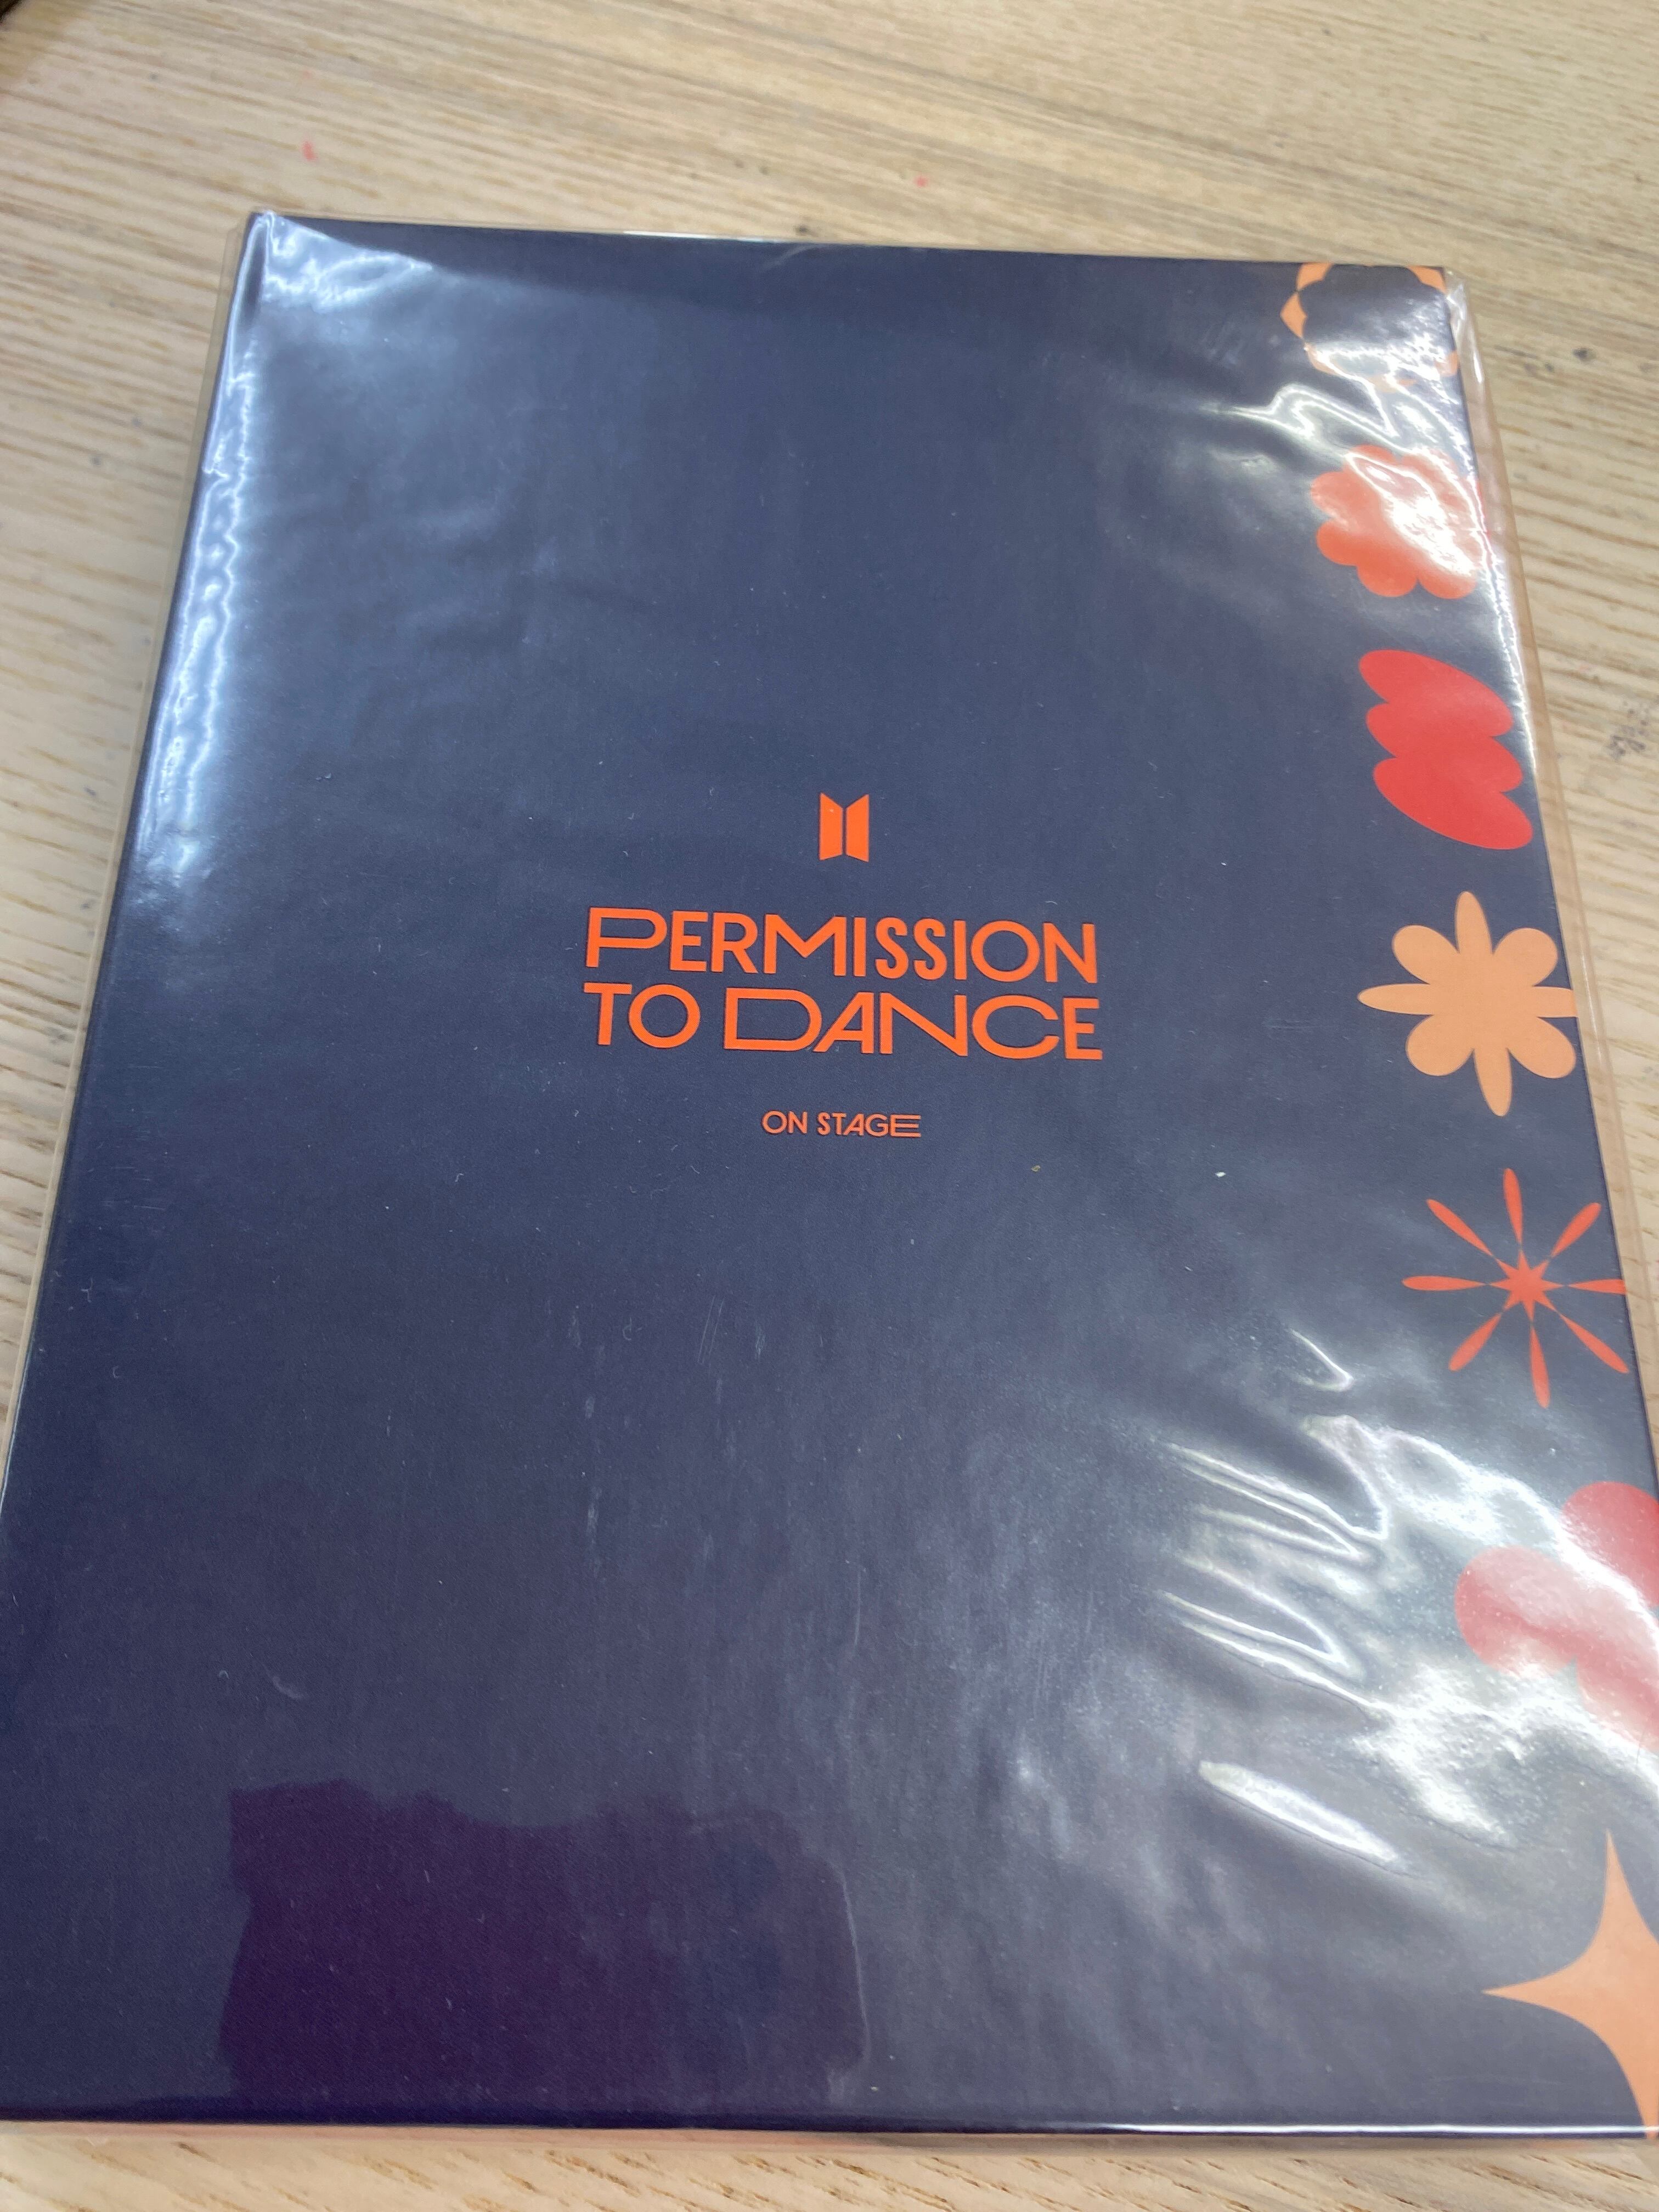 PERMISSION
TO DANCE
ON STAGE